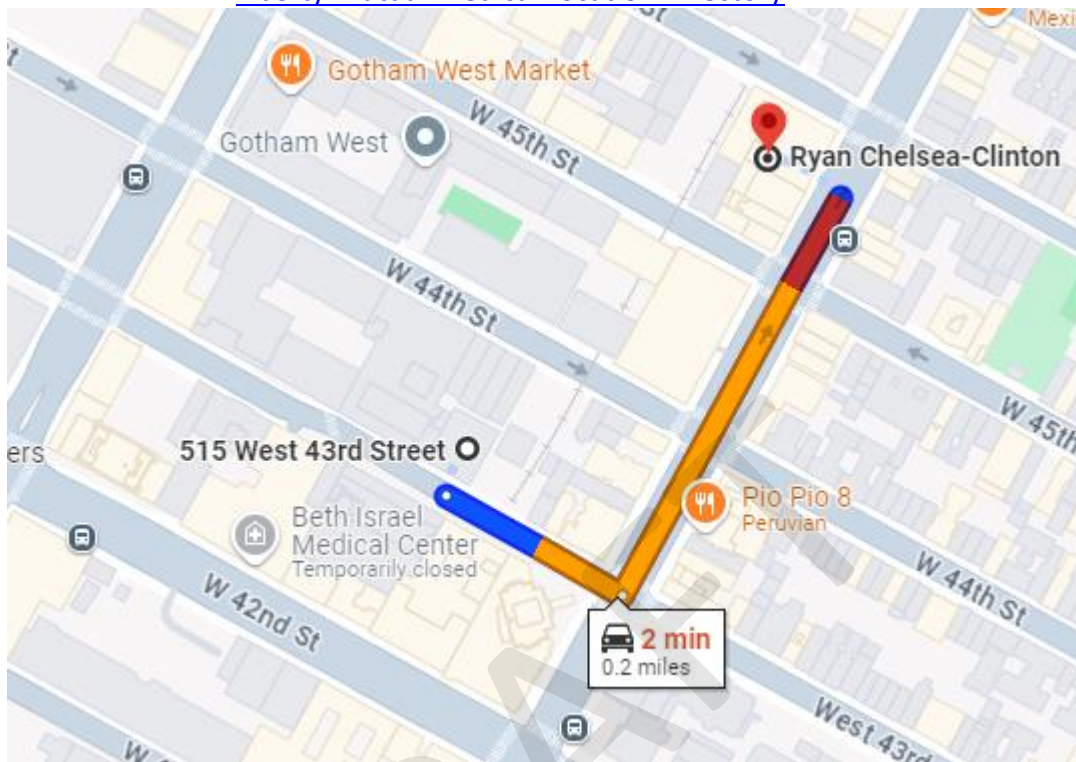 Gotham West Market
Gotham West
W 45th St
Ryan Chelsea-Clinton
W 44th St
W 45th
515 West 43rd Street
ers
Beth Israel
Medical Center
Temporarily closed
Pio Pio 8
Peruvian
W 44th St
W 42nd St
2 min
0.2 miles
West 43rd